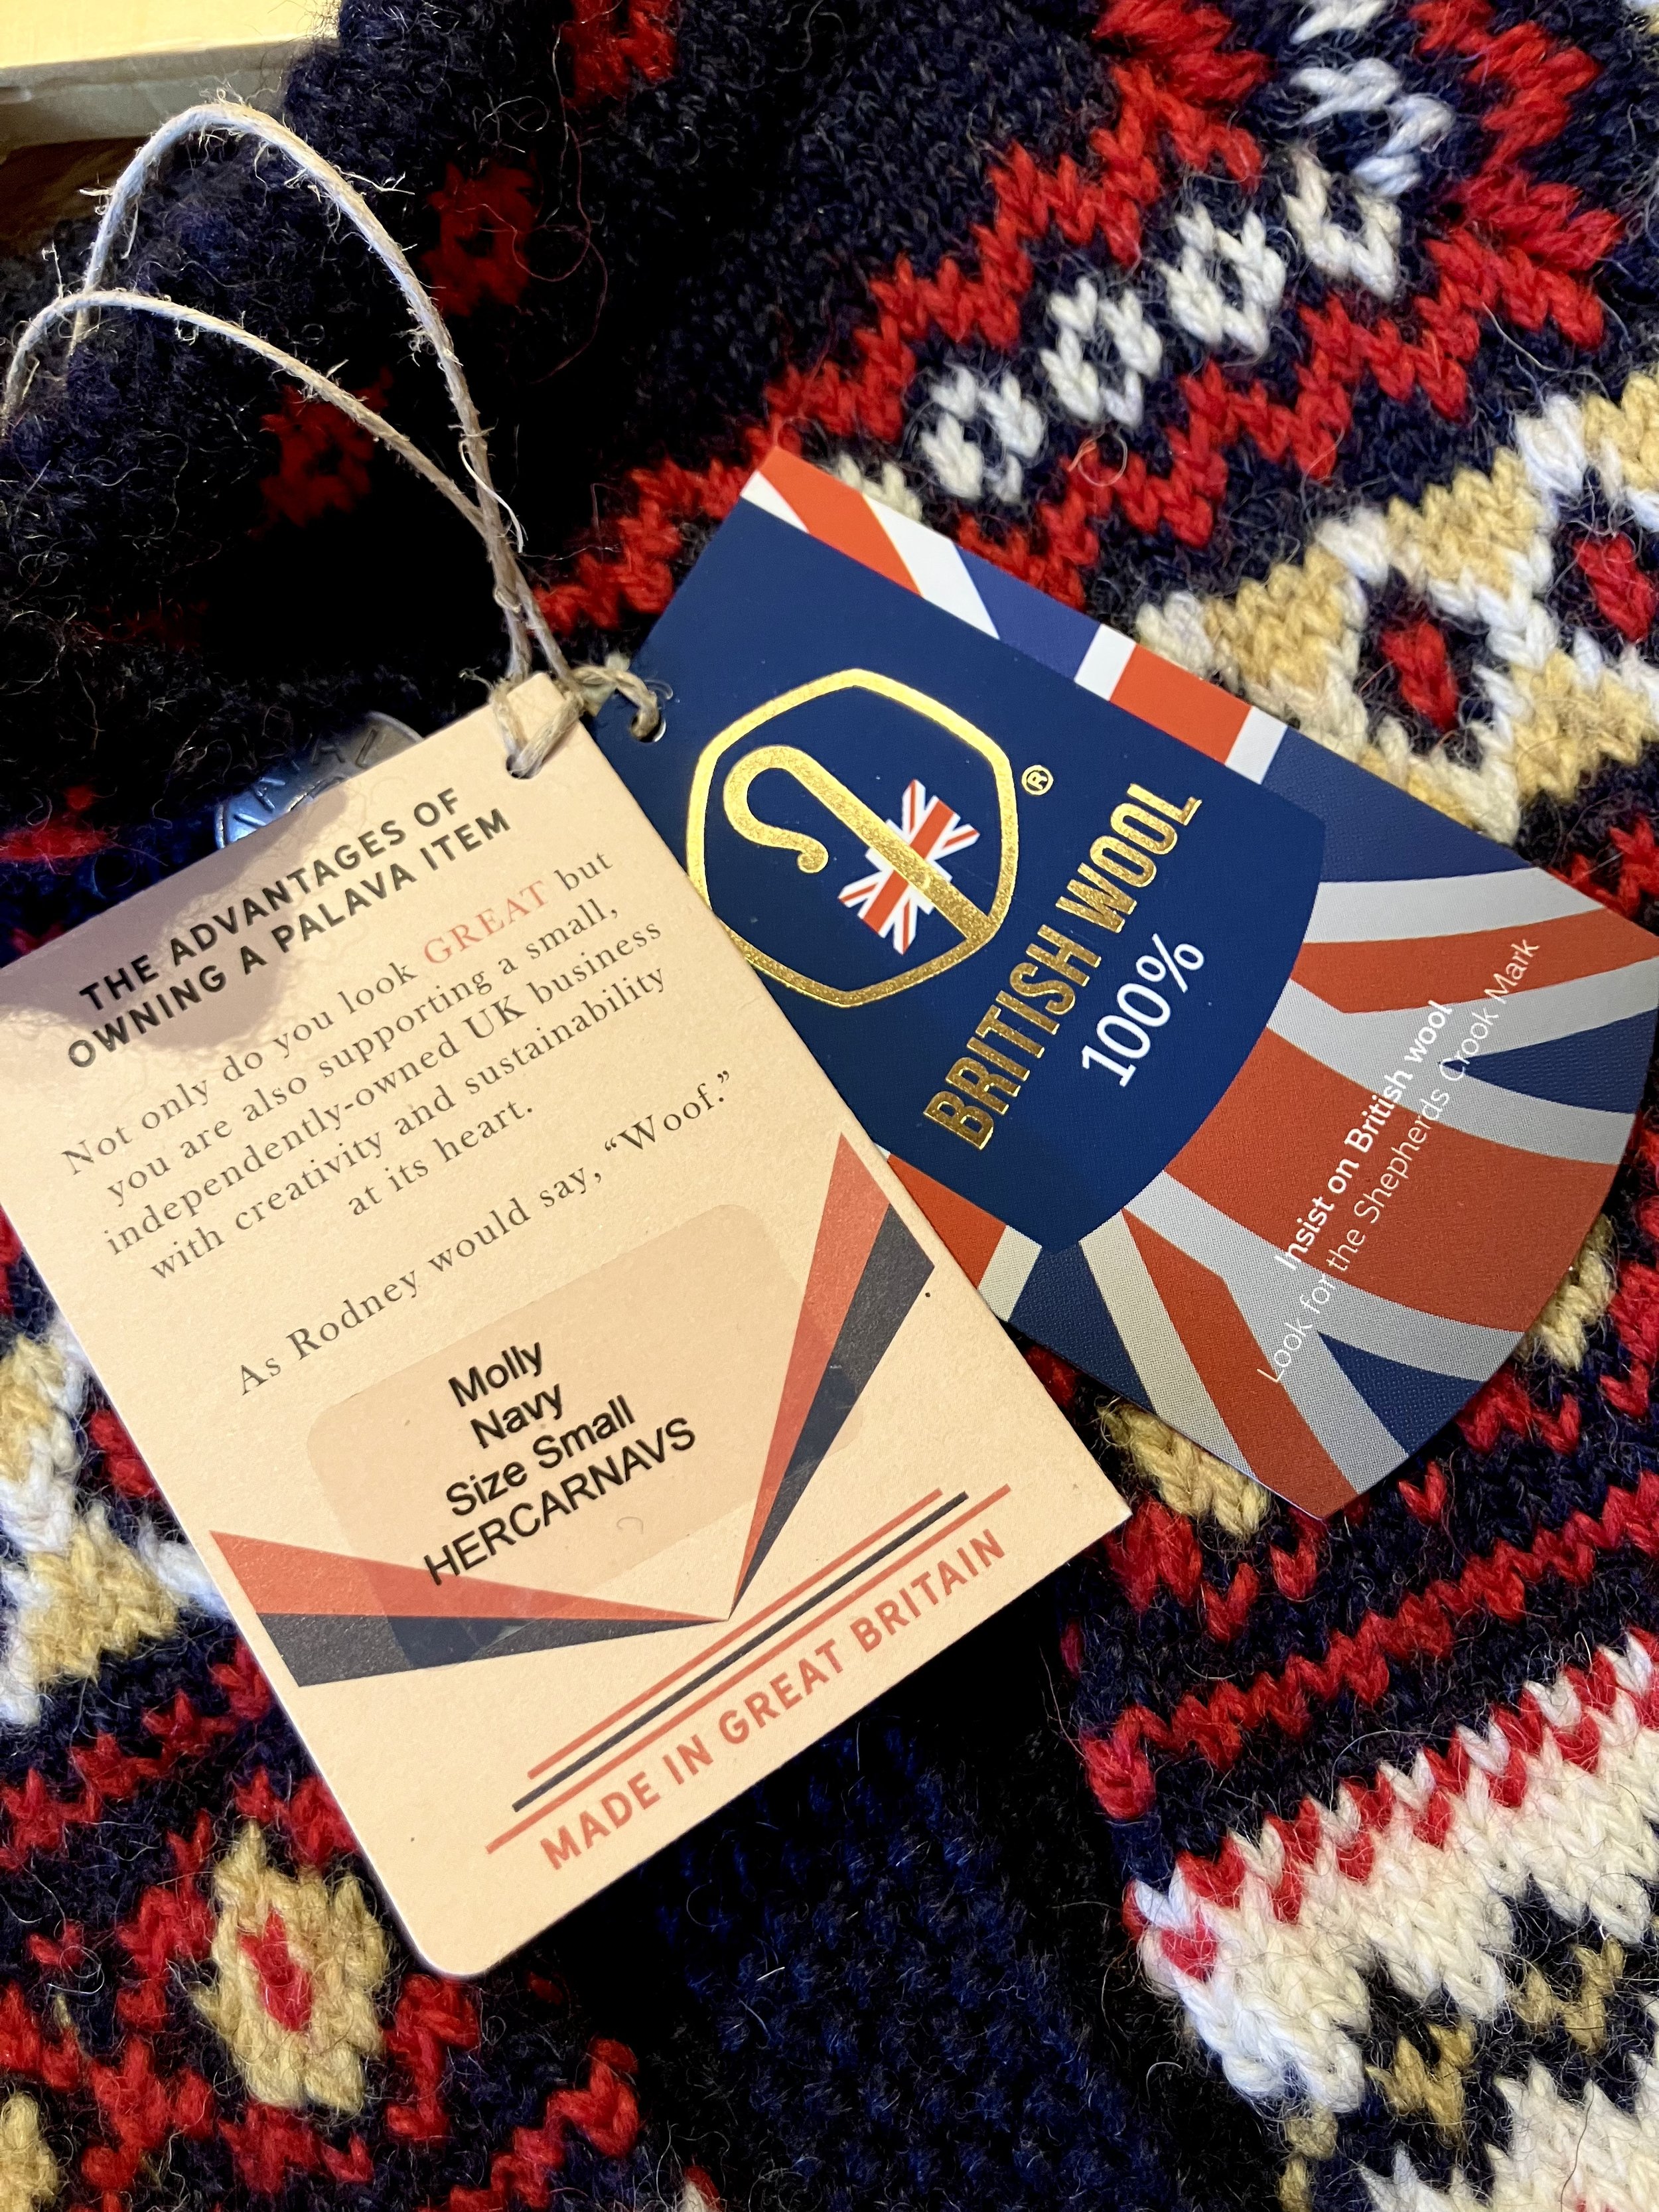 THE ADVANTAGES OF
OWNING A PALAVA ITEM
Not only do you look GREAT but
you are also supporting a small,
independently-owned UK business
with creativity and sustainability
at its heart.
As Rodney would say, “Woof.”
Molly
Navy
Size Small
HERCARNAVS
MADE IN GREAT BRITAIN
®
BRITISH WOOL
100%
Insist on British wool
Look for the Shepherds Crook Mark